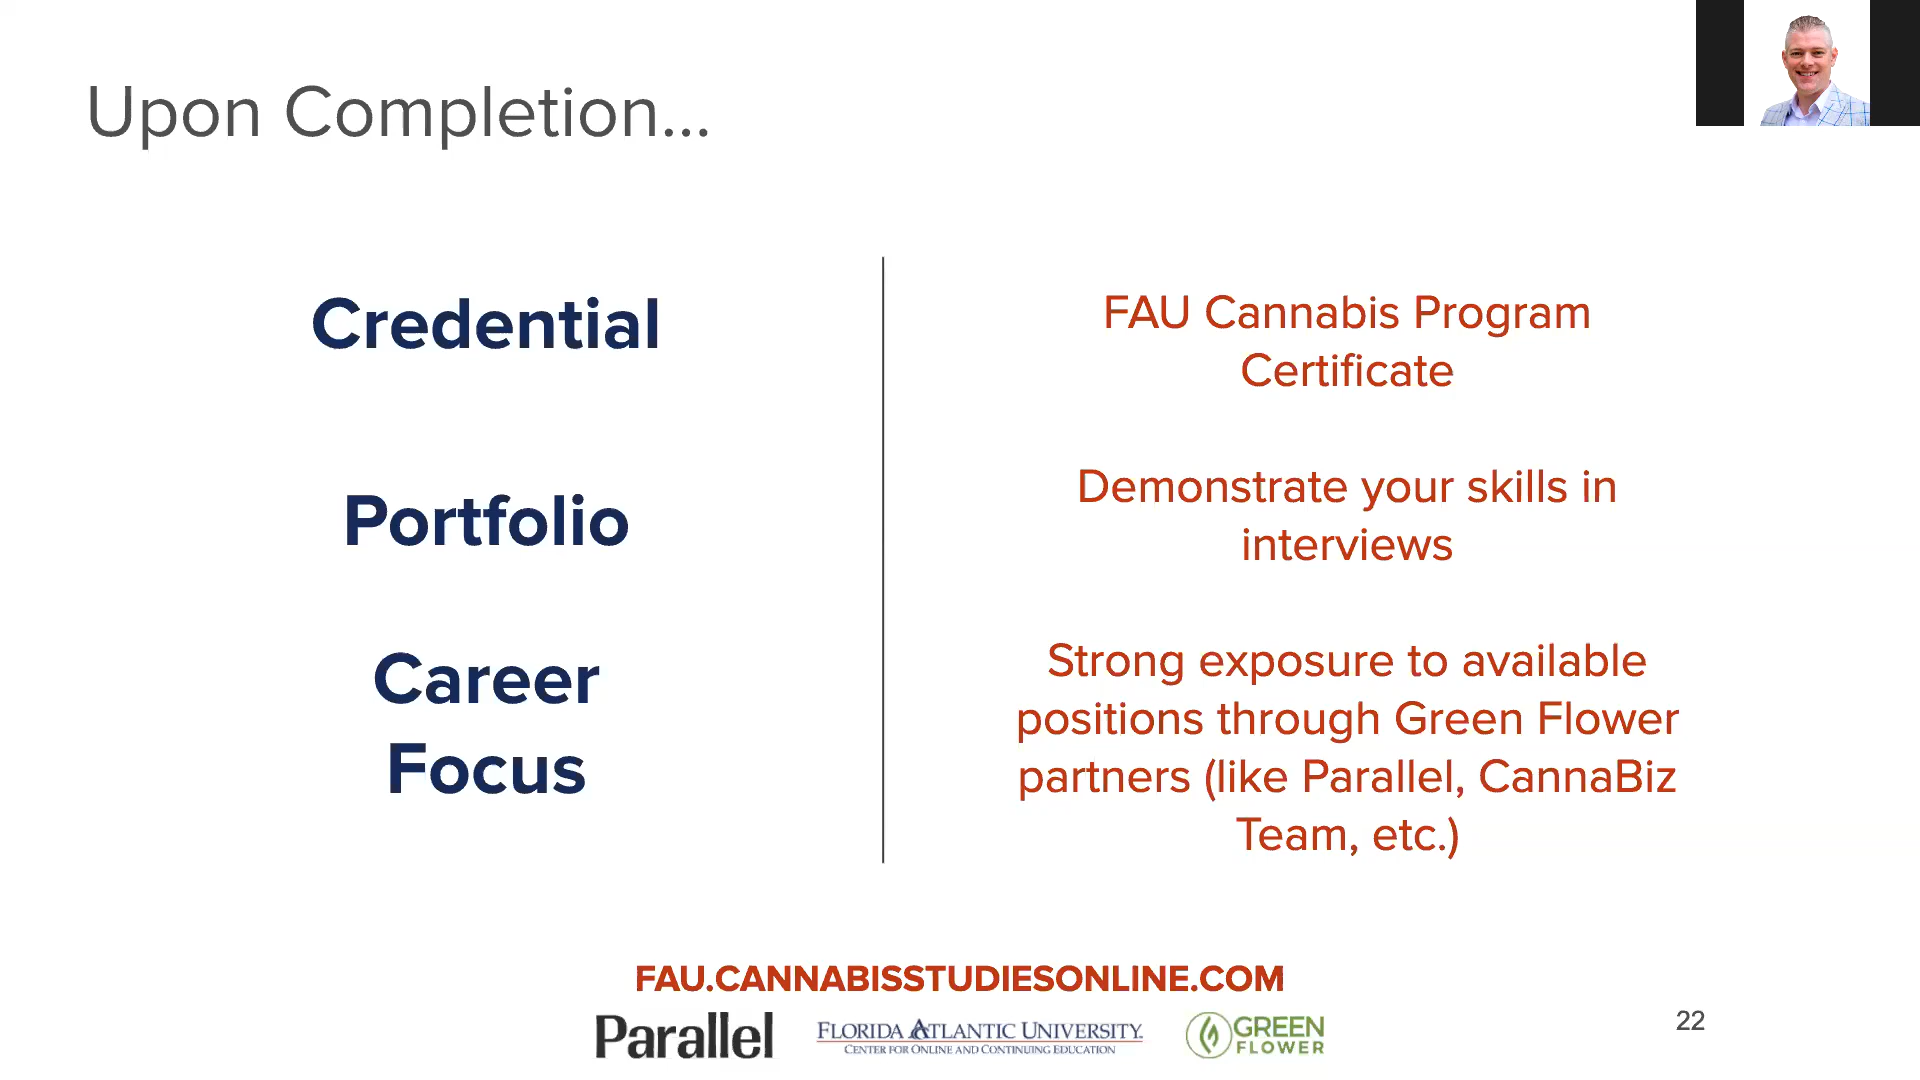 Upon Completion...
Credential
FAU Cannabis Program
Certificate
Portfolio
Demonstrate your skills in
interviews
Career
Focus
Strong exposure to available
positions through Green Flower
partners (like Parallel, CannaBiz
Team, etc.)
FAU.CANNABISSTUDIESONLINE.COM
Parallel
FLORIDA ATLANTIC UNIVERSITY.
CENTER FOR ONLINE AND CONTINUING EDUCATION
GREEN
FLOWER
22